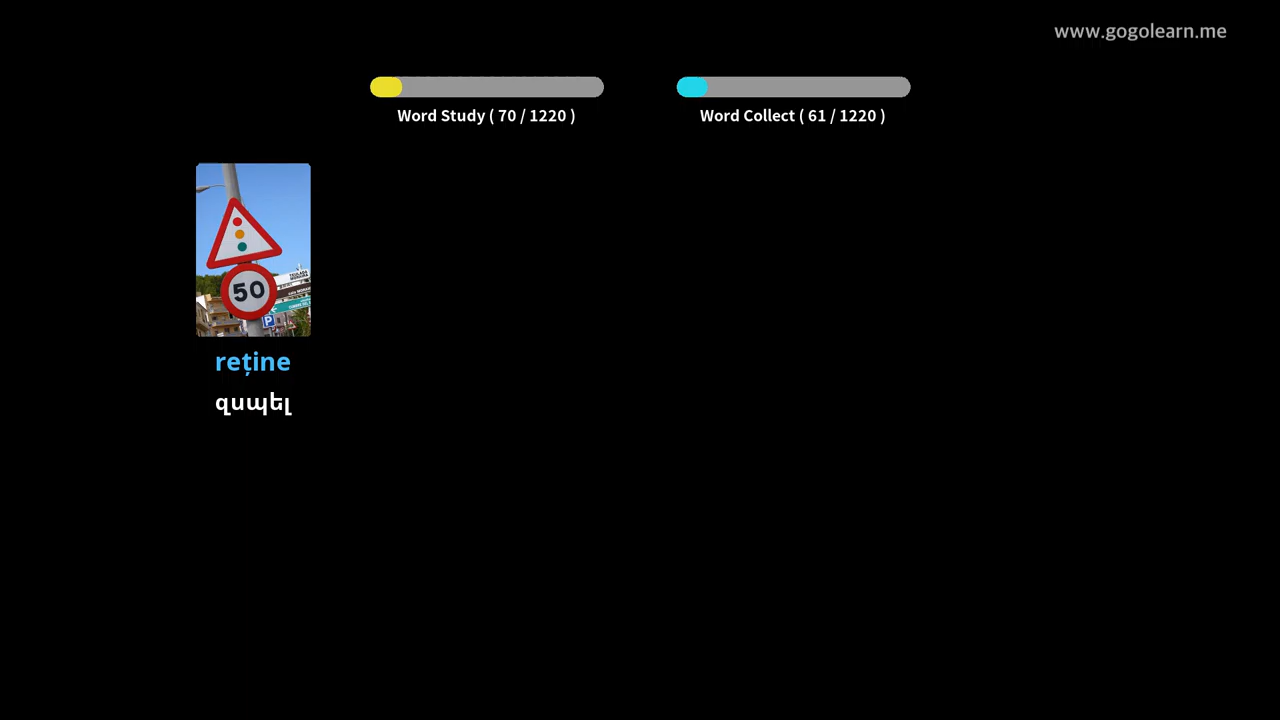 www.gogolearn.me
Word Study ( 70 / 1220 )
Word Collect ( 61 / 1220 )
50
P
reține
զսպել